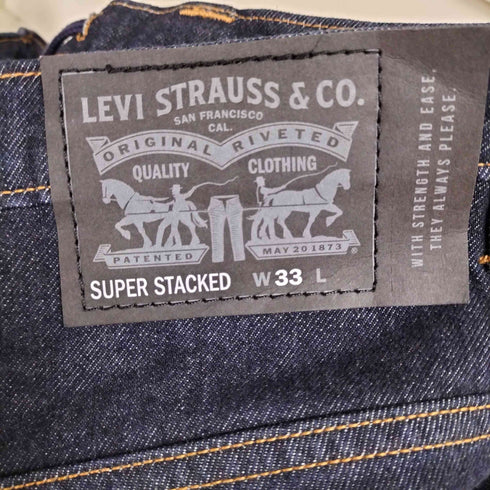 LEVI STRAUSS & CO.
SAN FRANCISCO
CAL.
ORIGINAL RIVETED
QUALITY CLOTHING
PATENTED MAY 20 1873
®
SUPER STACKED W 33 L
WITH STRENGTH AND EASE,
THEY ALWAYS PLEASE.